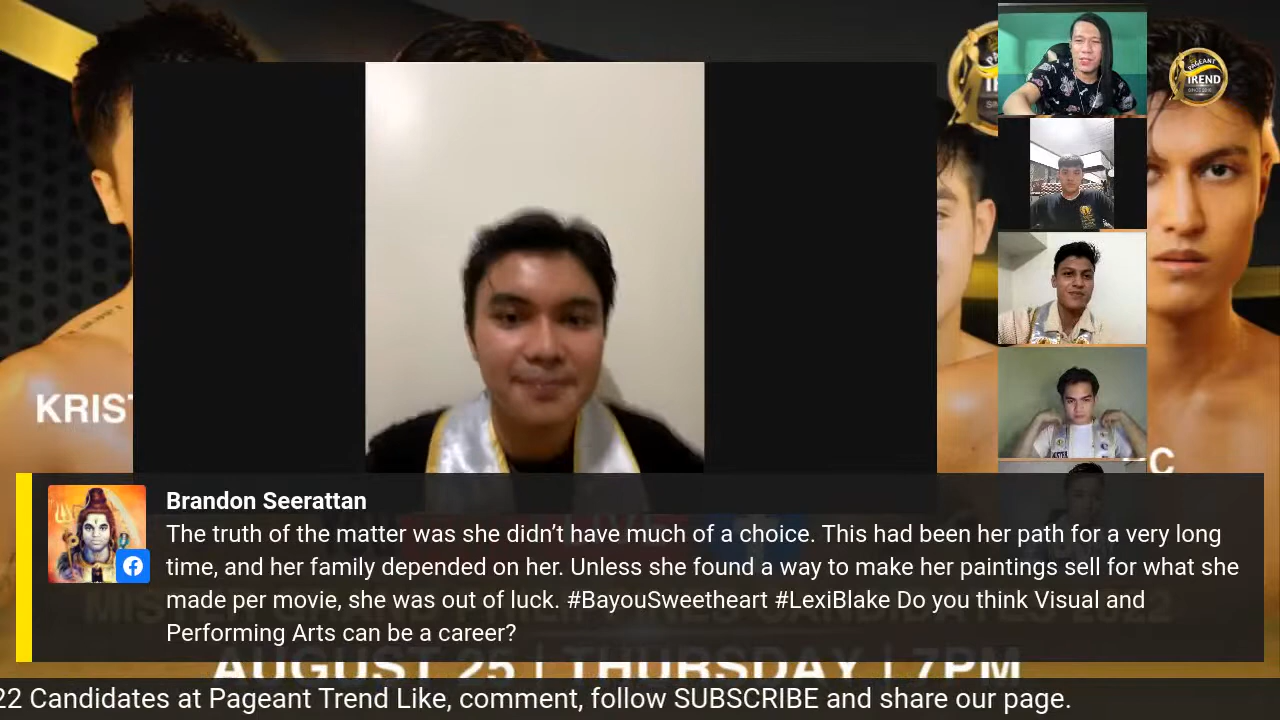 PAGEANT
TREND
KRIS
C
Brandon Seerattan
The truth of the matter was she didn’t have much of a choice. This had been her path for a very long
time, and her family depended on her. Unless she found a way to make her paintings sell for what she
made per movie, she was out of luck. #BayouSweetheart #LexiBlake Do you think Visual and
Performing Arts can be a career?
AUGUST 25 | THURSDAY | 7PM
22 Candidates at Pageant Trend Like, comment, follow SUBSCRIBE and share our page.